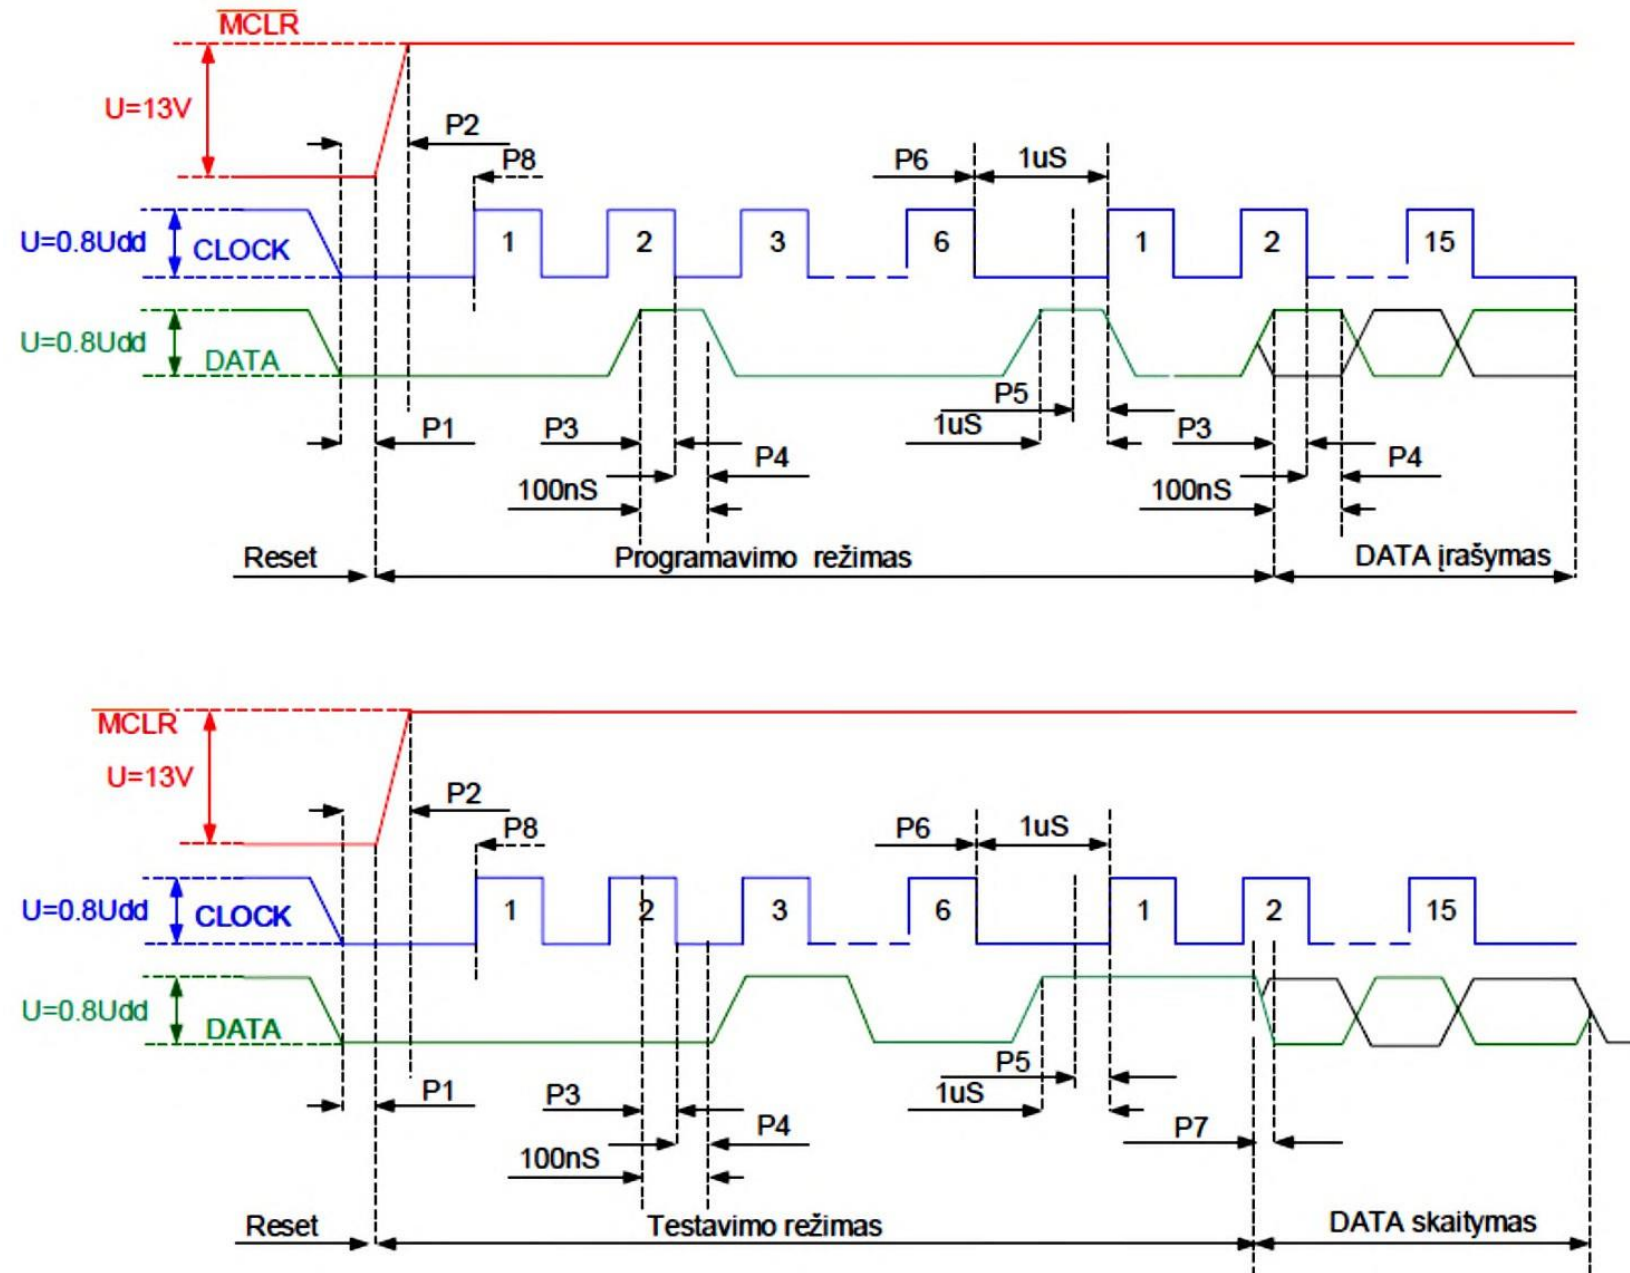 MCLR
U=13V
P2
P8
P6
1uS
U=0.8Udd
CLOCK
1
2
3
6
1
2
15
U=0.8Udd
DATA
P5
P1
P3
1uS
P3
P4
P4
100nS
100nS
Reset
Programavimo režimas
DATA įrašymas
MCLR
U=13V
P2
P8
P6
1uS
U=0.8Udd
CLOCK
1
2
3
6
1
2
15
U=0.8Udd
DATA
P5
P1
P3
1uS
P4
P7
100nS
Reset
Testavimo režimas
DATA skaitymas